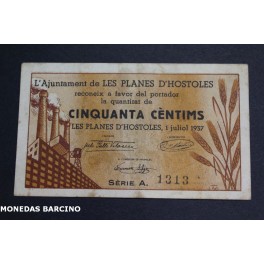 L'Ajuntament de LES PLANES D'HOSTOLES
reconeix a favor del portador
la quantitat de
CINQUANTA CÈNTIMS
LES PLANES D'HOSTOLES, 1 juliol 1937
SÈRIE A.
1313
MONEDAS BARCINO